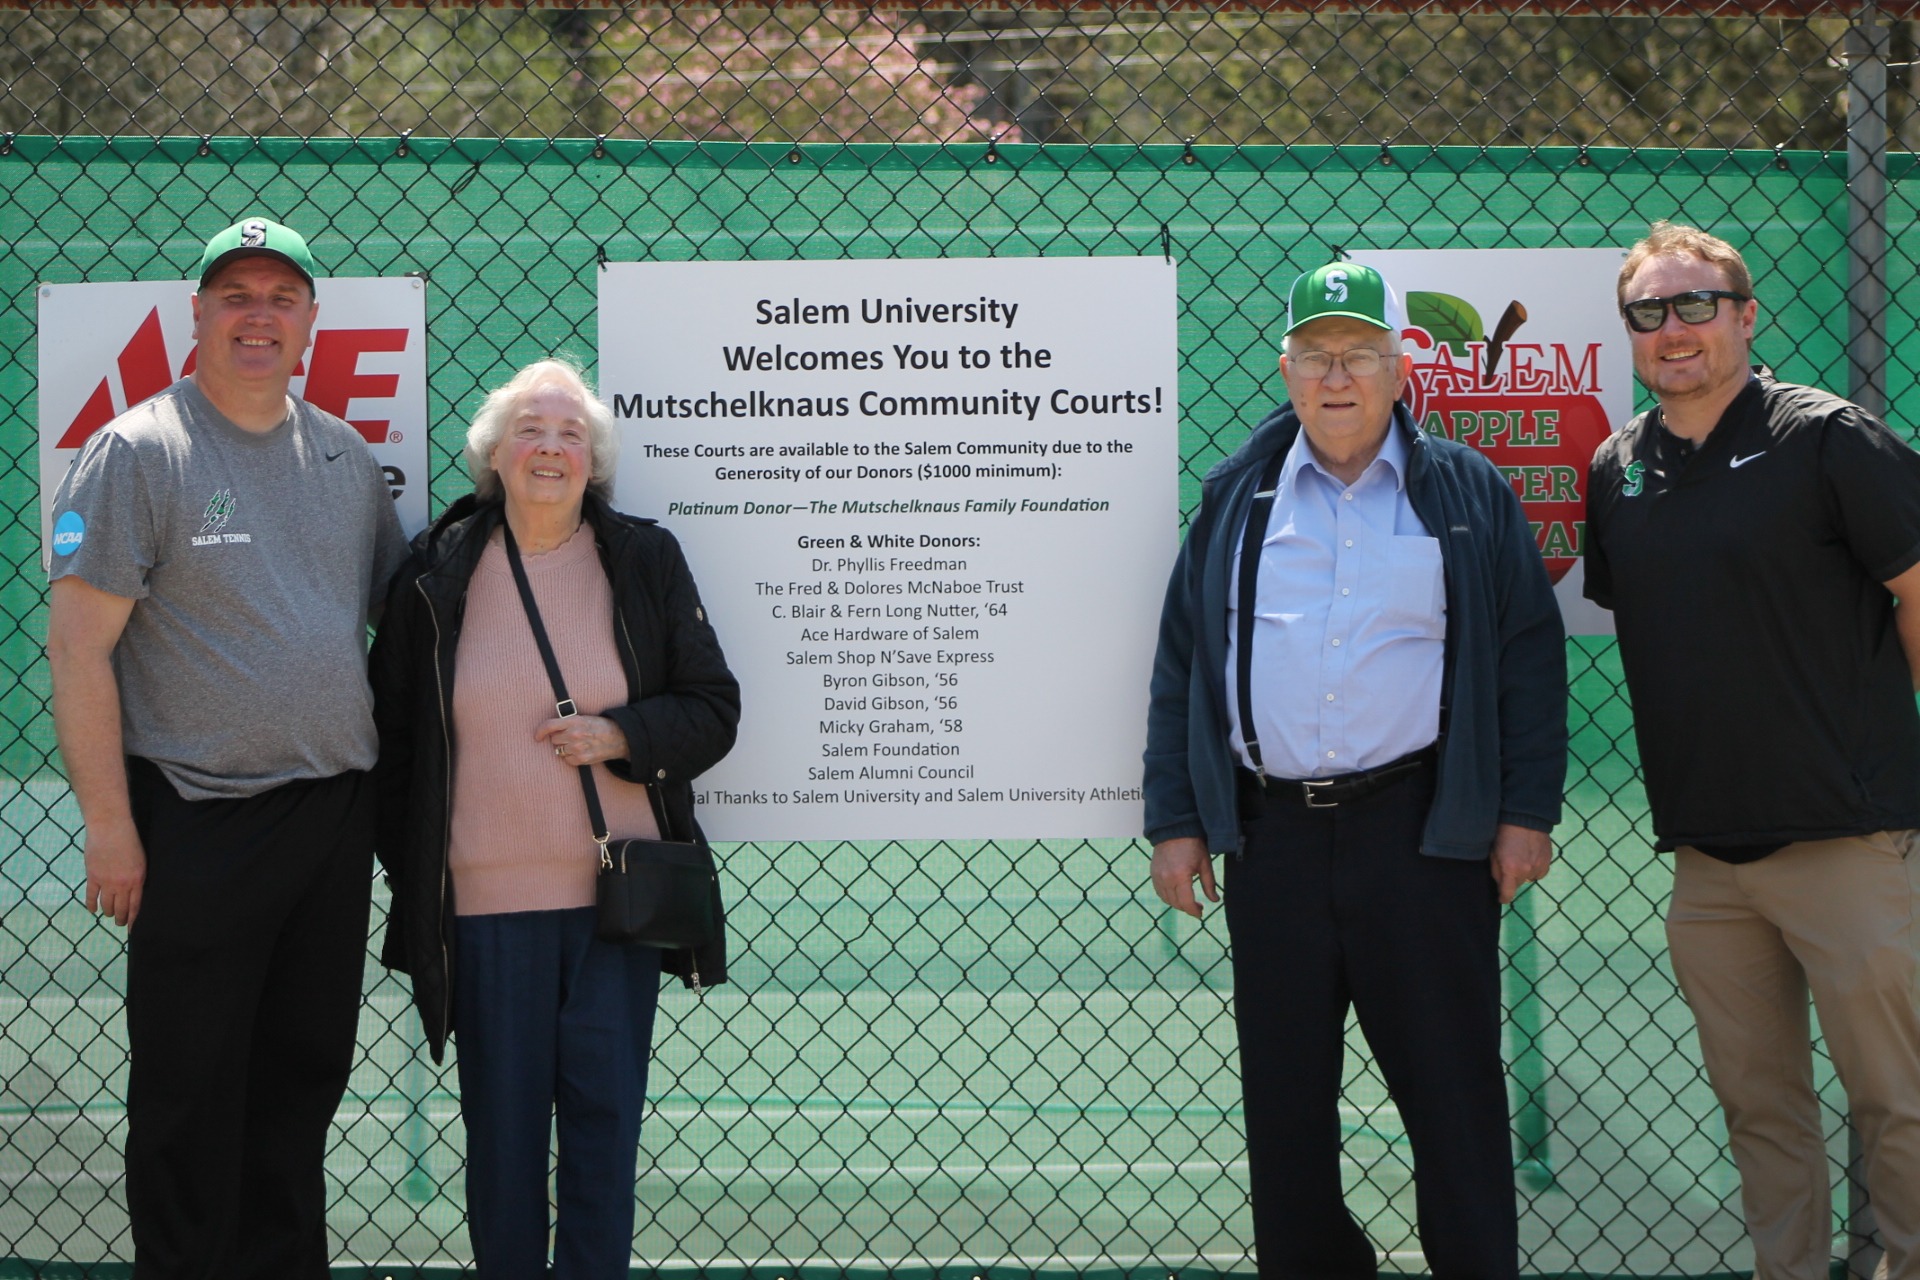 Salem University
Welcomes You to the
Mutschelknaus Community Courts!
These Courts are available to the Salem Community due to the
Generosity of our Donors ($1000 minimum):
Platinum Donor—The Mutschelknaus Family Foundation
Green & White Donors:
Dr. Phyllis Freedman
The Fred & Dolores McNaboe Trust
C. Blair & Fern Long Nutter, ‘64
Ace Hardware of Salem
Salem Shop N’Save Express
Byron Gibson, ‘56
David Gibson, ‘56
Micky Graham, ‘58
Salem Foundation
Salem Alumni Council
Thanks to Salem University and Salem University
S
SALEM TENNIS
NCAA
®
S
SALEM
APPLE
S